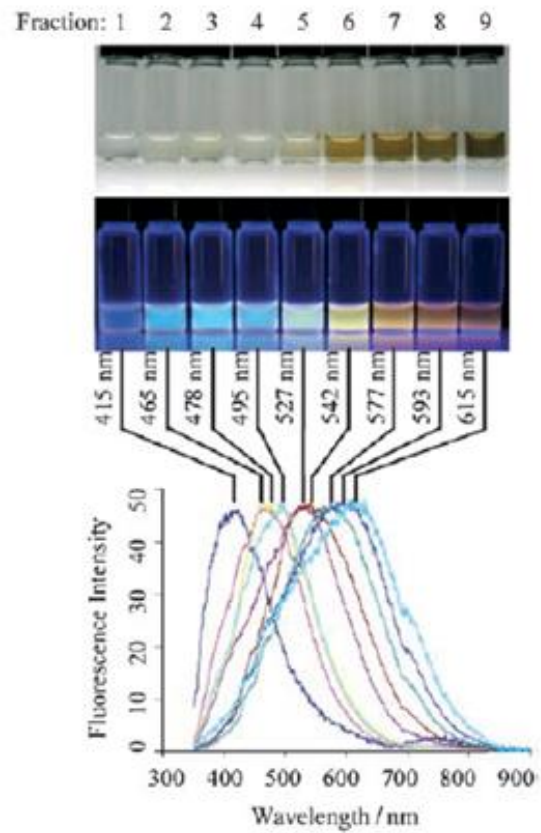 Fraction: 1 2 3 4 5 6 7 8 9
415 nm
465 nm
478 nm
495 nm
527 nm
542 nm
577 nm
593 nm
615 nm
50
40
30
20
10
0
Fluorescence Intensity
300 400 500 600 700 800 900
Wavelength / nm